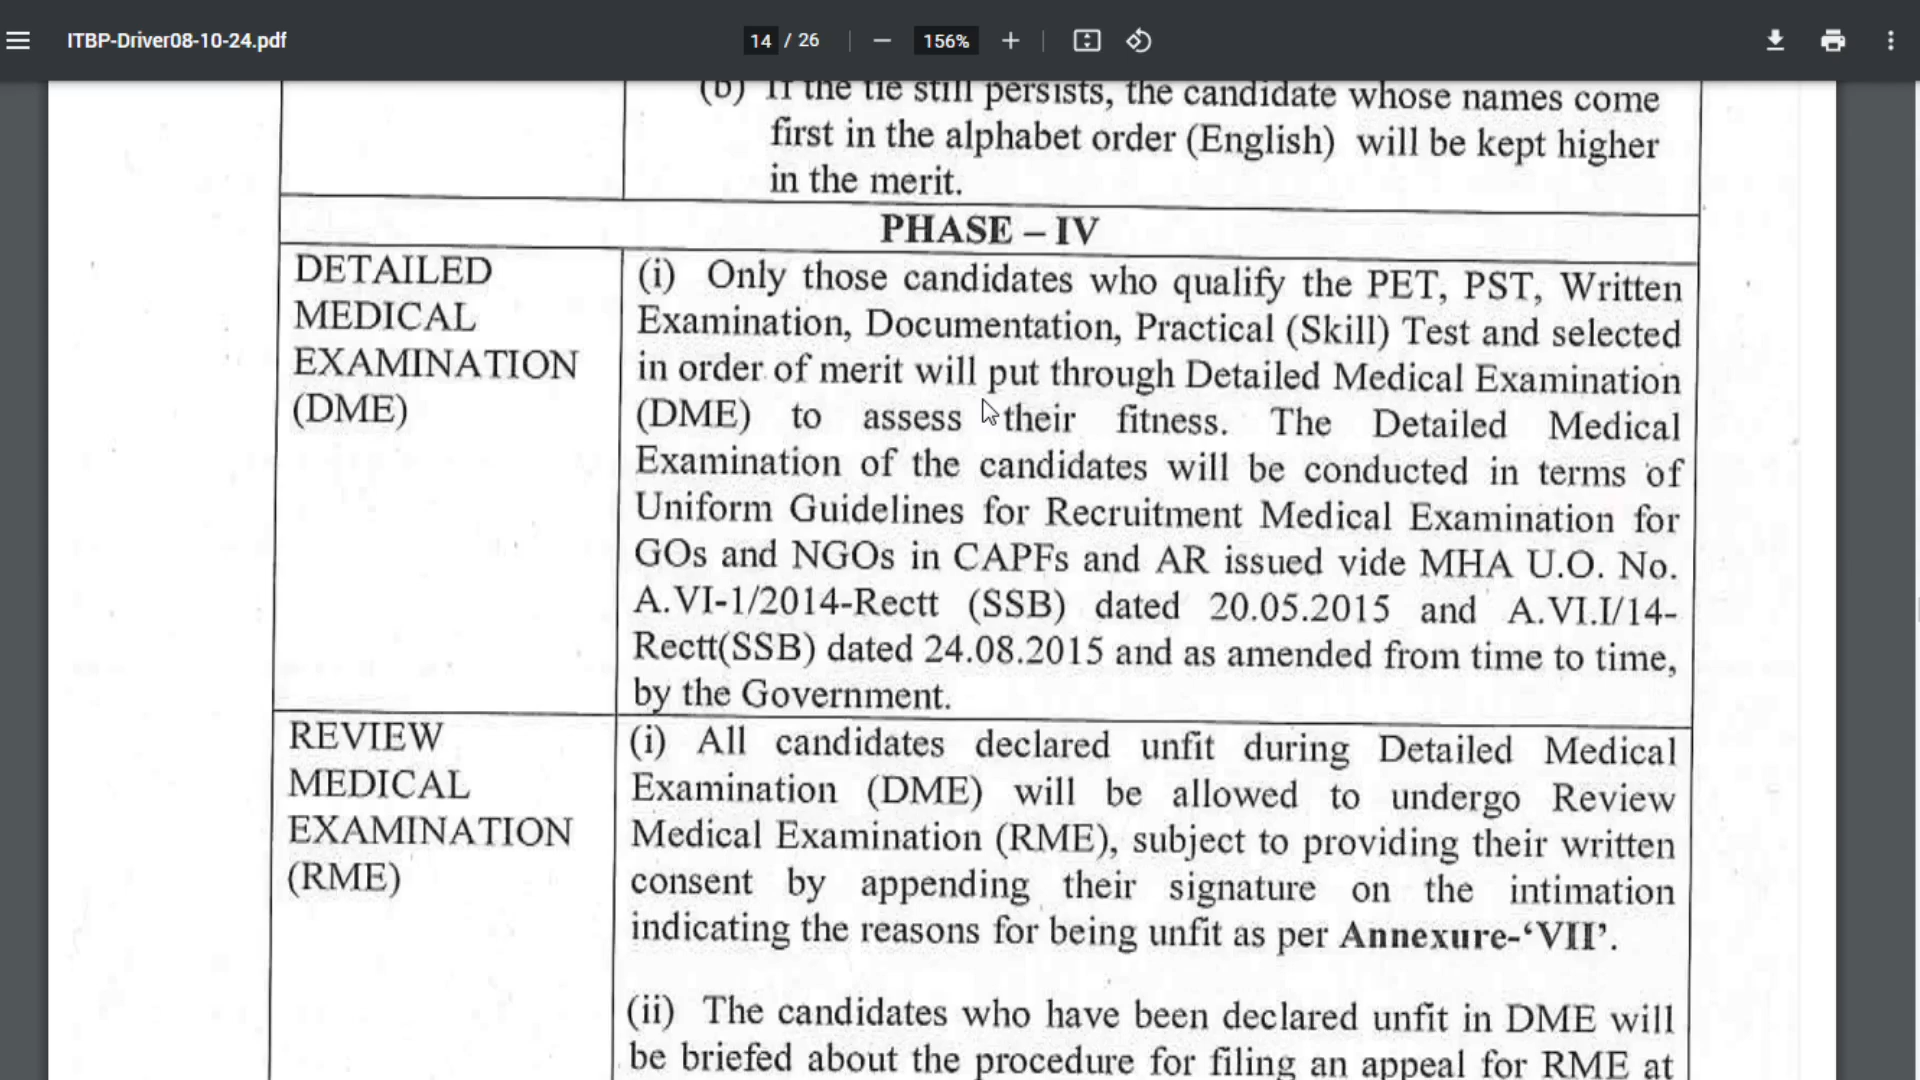 ITBP-Driver08-10-24.pdf
14 / 26
156%
(b) If the tie still persists, the candidate whose names come
first in the alphabet order (English) will be kept higher
in the merit.
PHASE – IV
DETAILED
MEDICAL
EXAMINATION
(DME)
(i) Only those candidates who qualify the PET, PST, Written
Examination, Documentation, Practical (Skill) Test and selected
in order of merit will put through Detailed Medical Examination
(DME) to assess their fitness. The Detailed Medical
Examination of the candidates will be conducted in terms of
Uniform Guidelines for Recruitment Medical Examination for
GOs and NGOs in CAPFs and AR issued vide MHA U.O. No.
A.VI-1/2014-Rectt (SSB) dated 20.05.2015 and A.VI.I/14-
Rectt(SSB) dated 24.08.2015 and as amended from time to time,
by the Government.
REVIEW
MEDICAL
EXAMINATION
(RME)
(i) All candidates declared unfit during Detailed Medical
Examination (DME) will be allowed to undergo Review
Medical Examination (RME), subject to providing their written
consent by appending their signature on the intimation
indicating the reasons for being unfit as per Annexure-‘VII’.
(ii) The candidates who have been declared unfit in DME will
be briefed about the procedure for filing an appeal for RME at